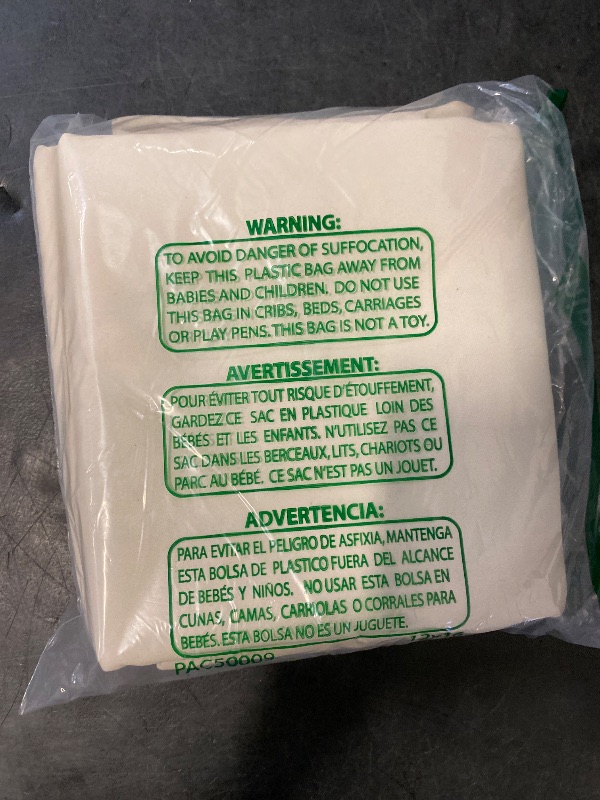 WARNING:
TO AVOID DANGER OF SUFFOCATION,
KEEP THIS PLASTIC BAG AWAY FROM
BABIES AND CHILDREN. DO NOT USE
THIS BAG IN CRIBS, BEDS, CARRIAGES
OR PLAY PENS. THIS BAG IS NOT A TOY.
AVERTISSEMENT:
POUR ÉVITER TOUT RISQUE D'ÉTOUFFEMENT,
GARDEZ CE SAC EN PLASTIQUE LOIN DES
BÉBÉS ET LES ENFANTS. N'UTILISEZ PAS CE
SAC DANS LES BERCEAUX, LITS, CHARIOTS OU
PARC AU BÉBÉ. CE SAC N'EST PAS UN JOUET.
ADVERTENCIA:
PARA EVITAR EL PELIGRO DE ASFIXIA, MANTENGA
ESTA BOLSA DE PLASTICO FUERA DEL ALCANCE
DE BEBÉS Y NIÑOS. NO USAR ESTA BOLSA EN
CUNAS, CAMAS, CARRIOLAS O CORRALES PARA
BEBÉS. ESTA BOLSA NO ES UN JUGUETE.
PAC50009